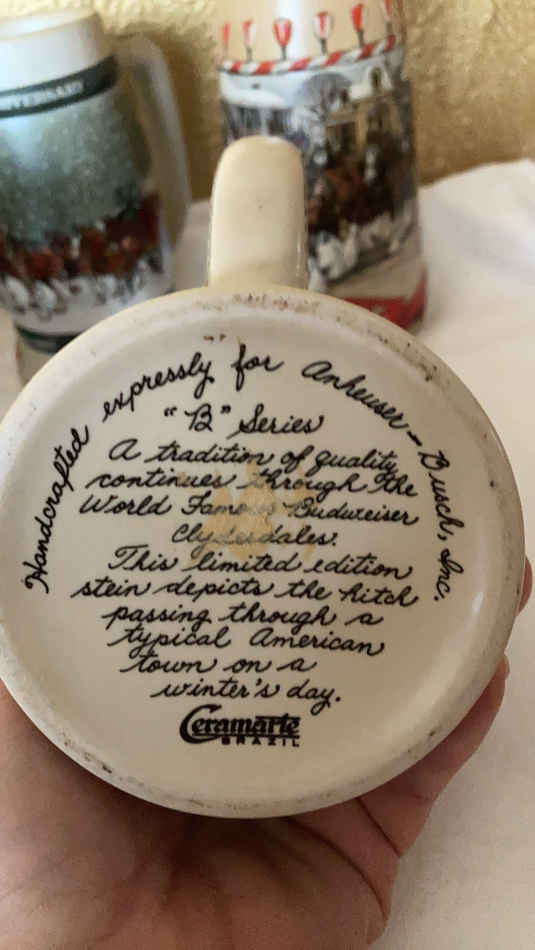 Handcrafted expressly for Anheuser-Busch, Inc.
"B" Series
A tradition of quality
continues through the
World Famous Budweiser
Clydesdales.
This limited edition
stein depicts the hitch
passing through a
typical American
town on a
winter's day.
Ceramarte
BRAZIL